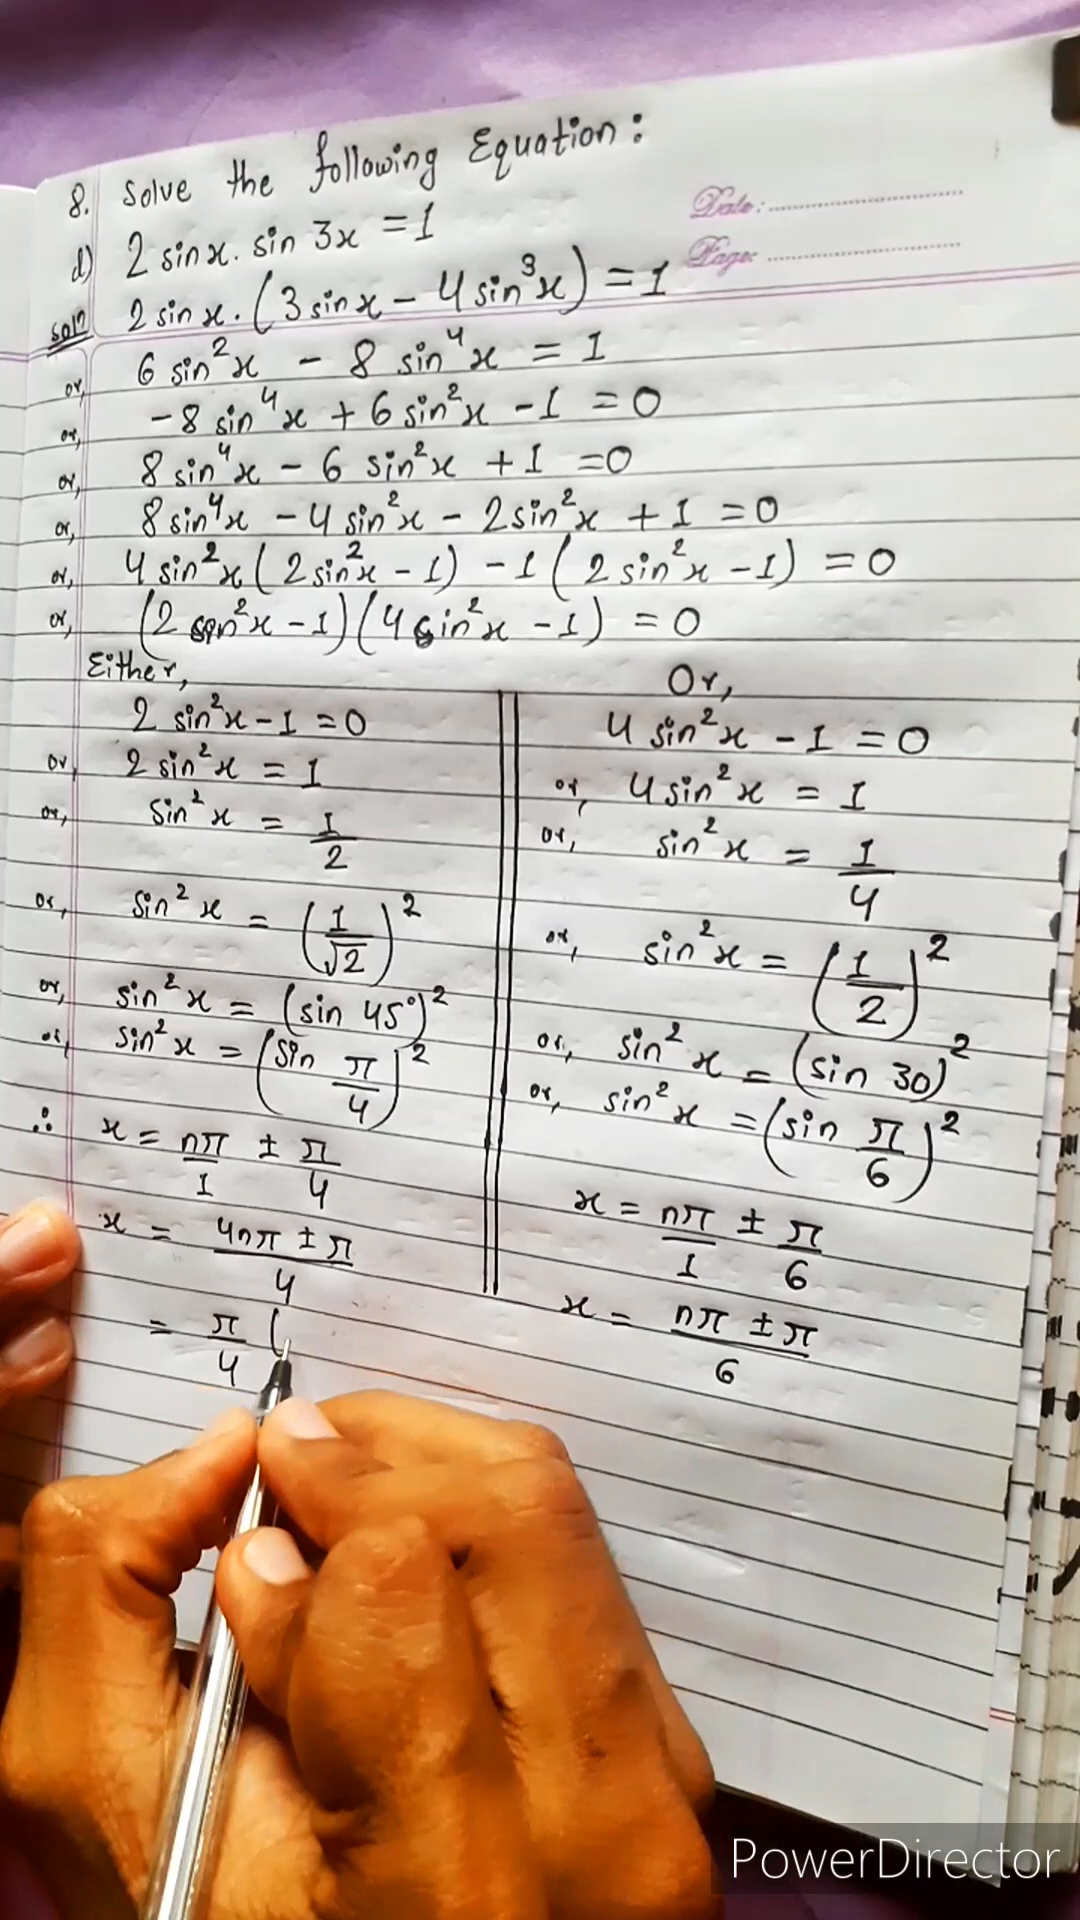 8. Solve the following Equation:
d) 2 sin x. sin 3x = 1
Date:
Page:
Solⁿ 2 sin x. (3 sin x - 4 sin³x) = 1
or, 6 sin²x - 8 sin⁴x = 1
or, -8 sin⁴x + 6 sin²x - 1 = 0
or, 8 sin⁴x - 6 sin²x + 1 = 0
or, 8 sin⁴x - 4 sin²x - 2 sin²x + 1 = 0
or, 4 sin²x (2 sin²x - 1) - 1 (2 sin²x - 1) = 0
or, (2 sin²x - 1) (4 sin²x - 1) = 0
Either,
2 sin²x - 1 = 0
or, 2 sin²x = 1
or, sin²x = 1/2
or, sin²x = (1/√2)²
or, sin²x = (sin 45°)²
or, sin²x = (sin π/4)²
∴ x = nπ/1 ± π/4
x = 4nπ ± π/4
= π/4 (
Or,
4 sin²x - 1 = 0
or, 4 sin²x = 1
or, sin²x = 1/4
or, sin²x = (1/2)²
or, sin²x = (sin 30)²
or, sin²x = (sin π/6)²
x = nπ/1 ± π/6
x = nπ ± π/6
PowerDirector